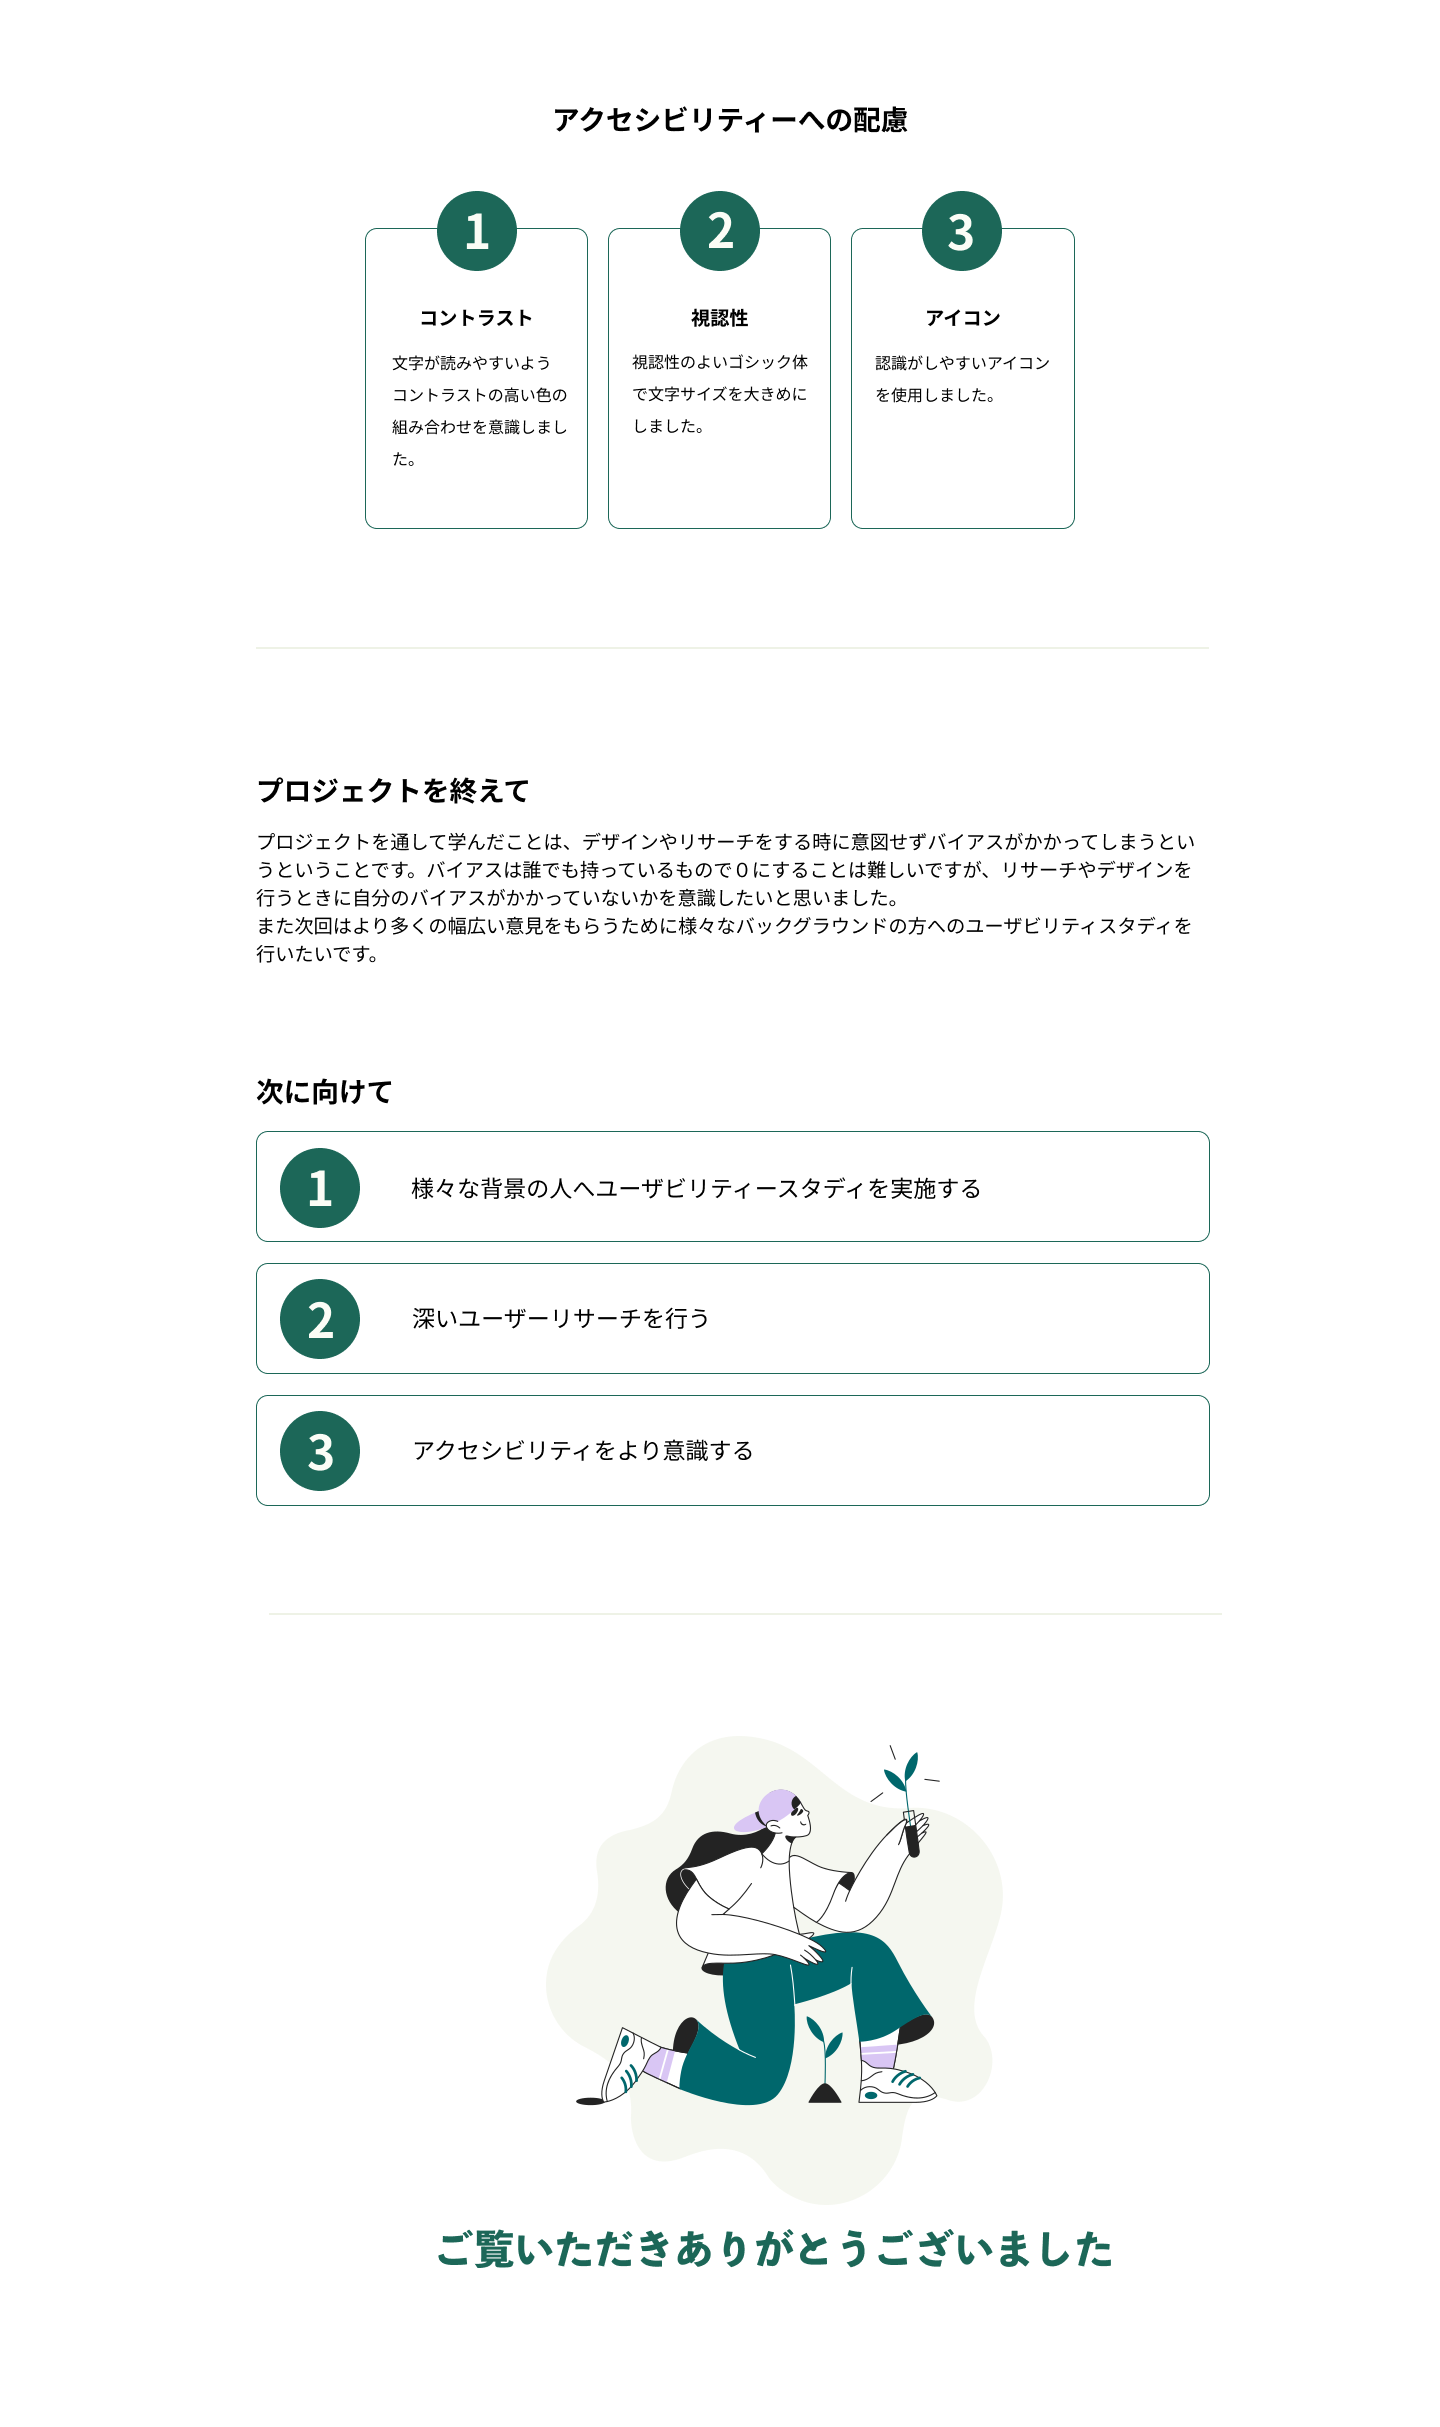 アクセシビリティーへの配慮
1
コントラスト
文字が読みやすいよう
コントラストの高い色の
組み合わせを意識しまし
た。
2
視認性
視認性のよいゴシック体
で文字サイズを大きめに
しました。
3
アイコン
認識がしやすいアイコン
を使用しました。
プロジェクトを終えて
プロジェクトを通して学んだことは、デザインやリサーチをする時に意図せずバイアスがかかってしまうとい
うということです。バイアスは誰でも持っているもので０にすることは難しいですが、リサーチやデザインを
行うときに自分のバイアスがかかっていないかを意識したいと思いました。
また次回はより多くの幅広い意見をもらうために様々なバックグラウンドの方へのユーザビリティスタディを
行いたいです。
次に向けて
1
様々な背景の人へユーザビリティースタディを実施する
2
深いユーザーリサーチを行う
3
アクセシビリティをより意識する
ご覧いただきありがとうございました